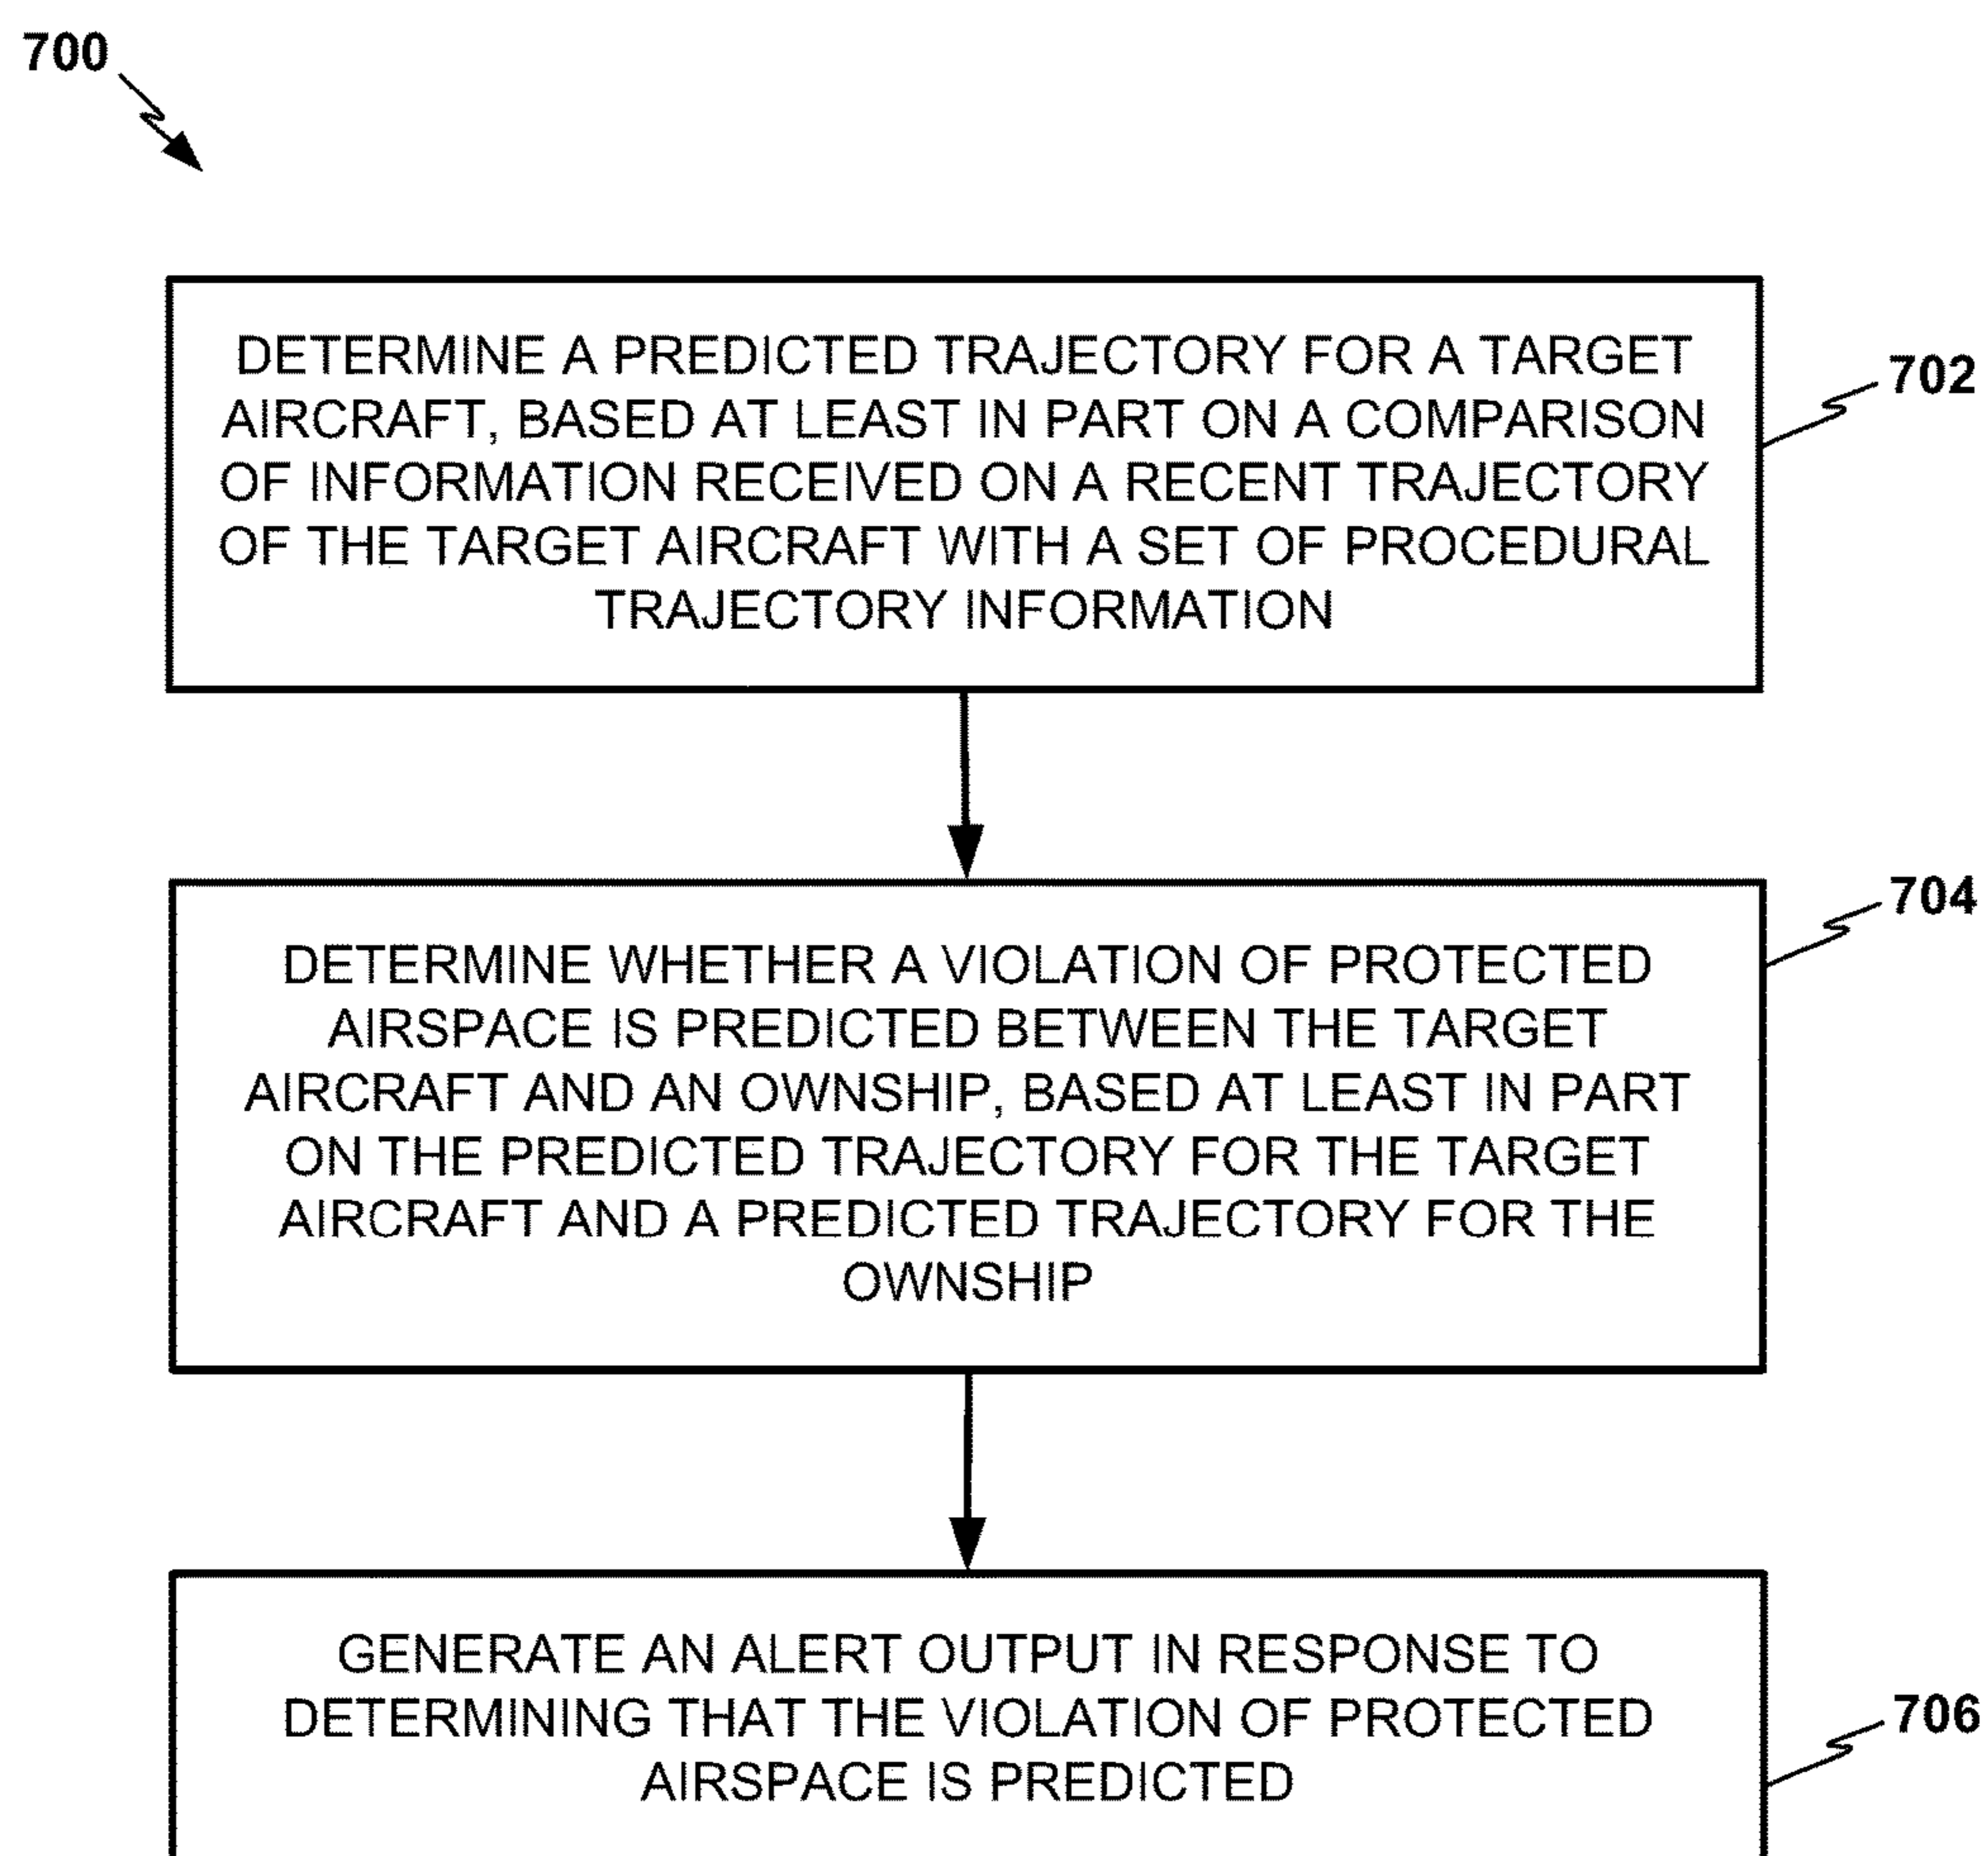 700
DETERMINE A PREDICTED TRAJECTORY FOR A TARGET
AIRCRAFT, BASED AT LEAST IN PART ON A COMPARISON
OF INFORMATION RECEIVED ON A RECENT TRAJECTORY
OF THE TARGET AIRCRAFT WITH A SET OF PROCEDURAL
TRAJECTORY INFORMATION
702
DETERMINE WHETHER A VIOLATION OF PROTECTED
AIRSPACE IS PREDICTED BETWEEN THE TARGET
AIRCRAFT AND AN OWNSHIP, BASED AT LEAST IN PART
ON THE PREDICTED TRAJECTORY FOR THE TARGET
AIRCRAFT AND A PREDICTED TRAJECTORY FOR THE
OWNSHIP
704
GENERATE AN ALERT OUTPUT IN RESPONSE TO
DETERMINING THAT THE VIOLATION OF PROTECTED
AIRSPACE IS PREDICTED
706